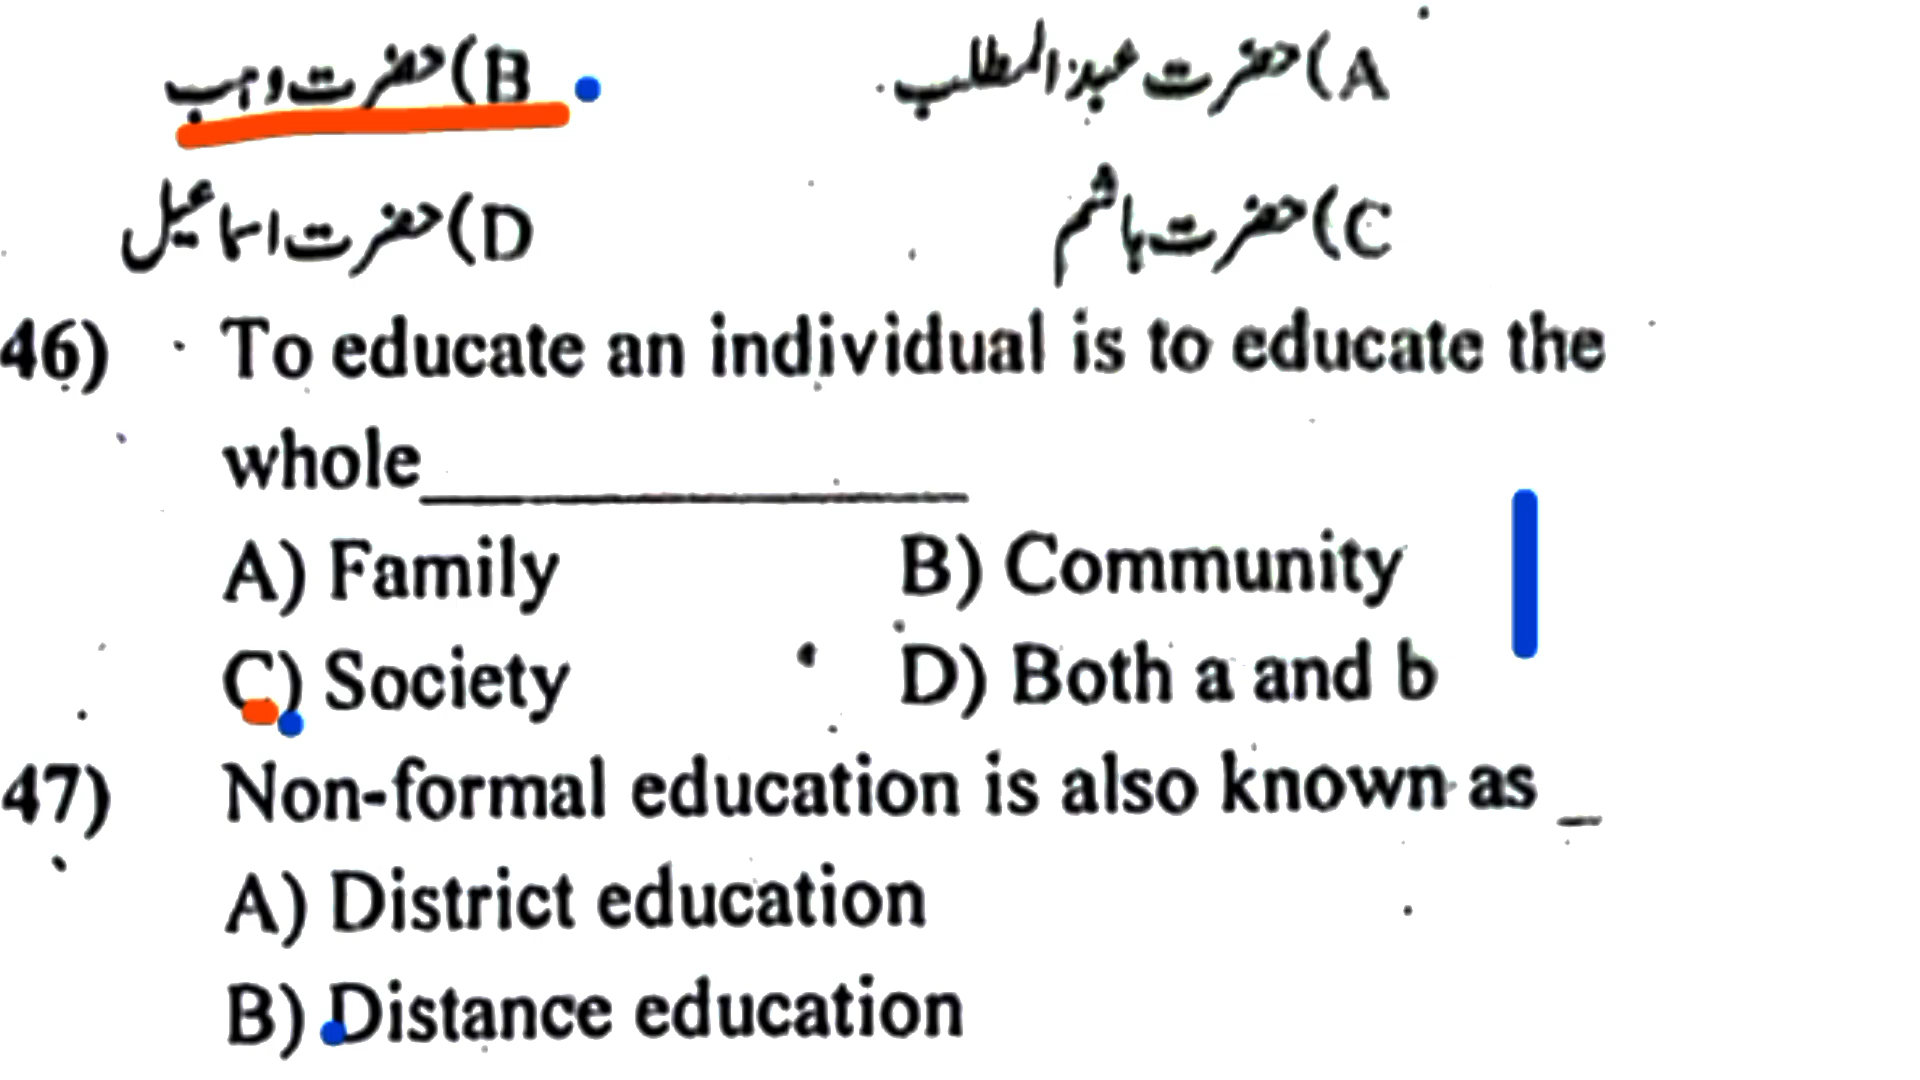 A) حضرت عبدالمطلب B) حضرت وہب
C) حضرت ہاشم D) حضرت اسماعیل
46) To educate an individual is to educate the
whole____________
A) Family B) Community
C) Society D) Both a and b
47) Non-formal education is also known as _
A) District education
B) Distance education